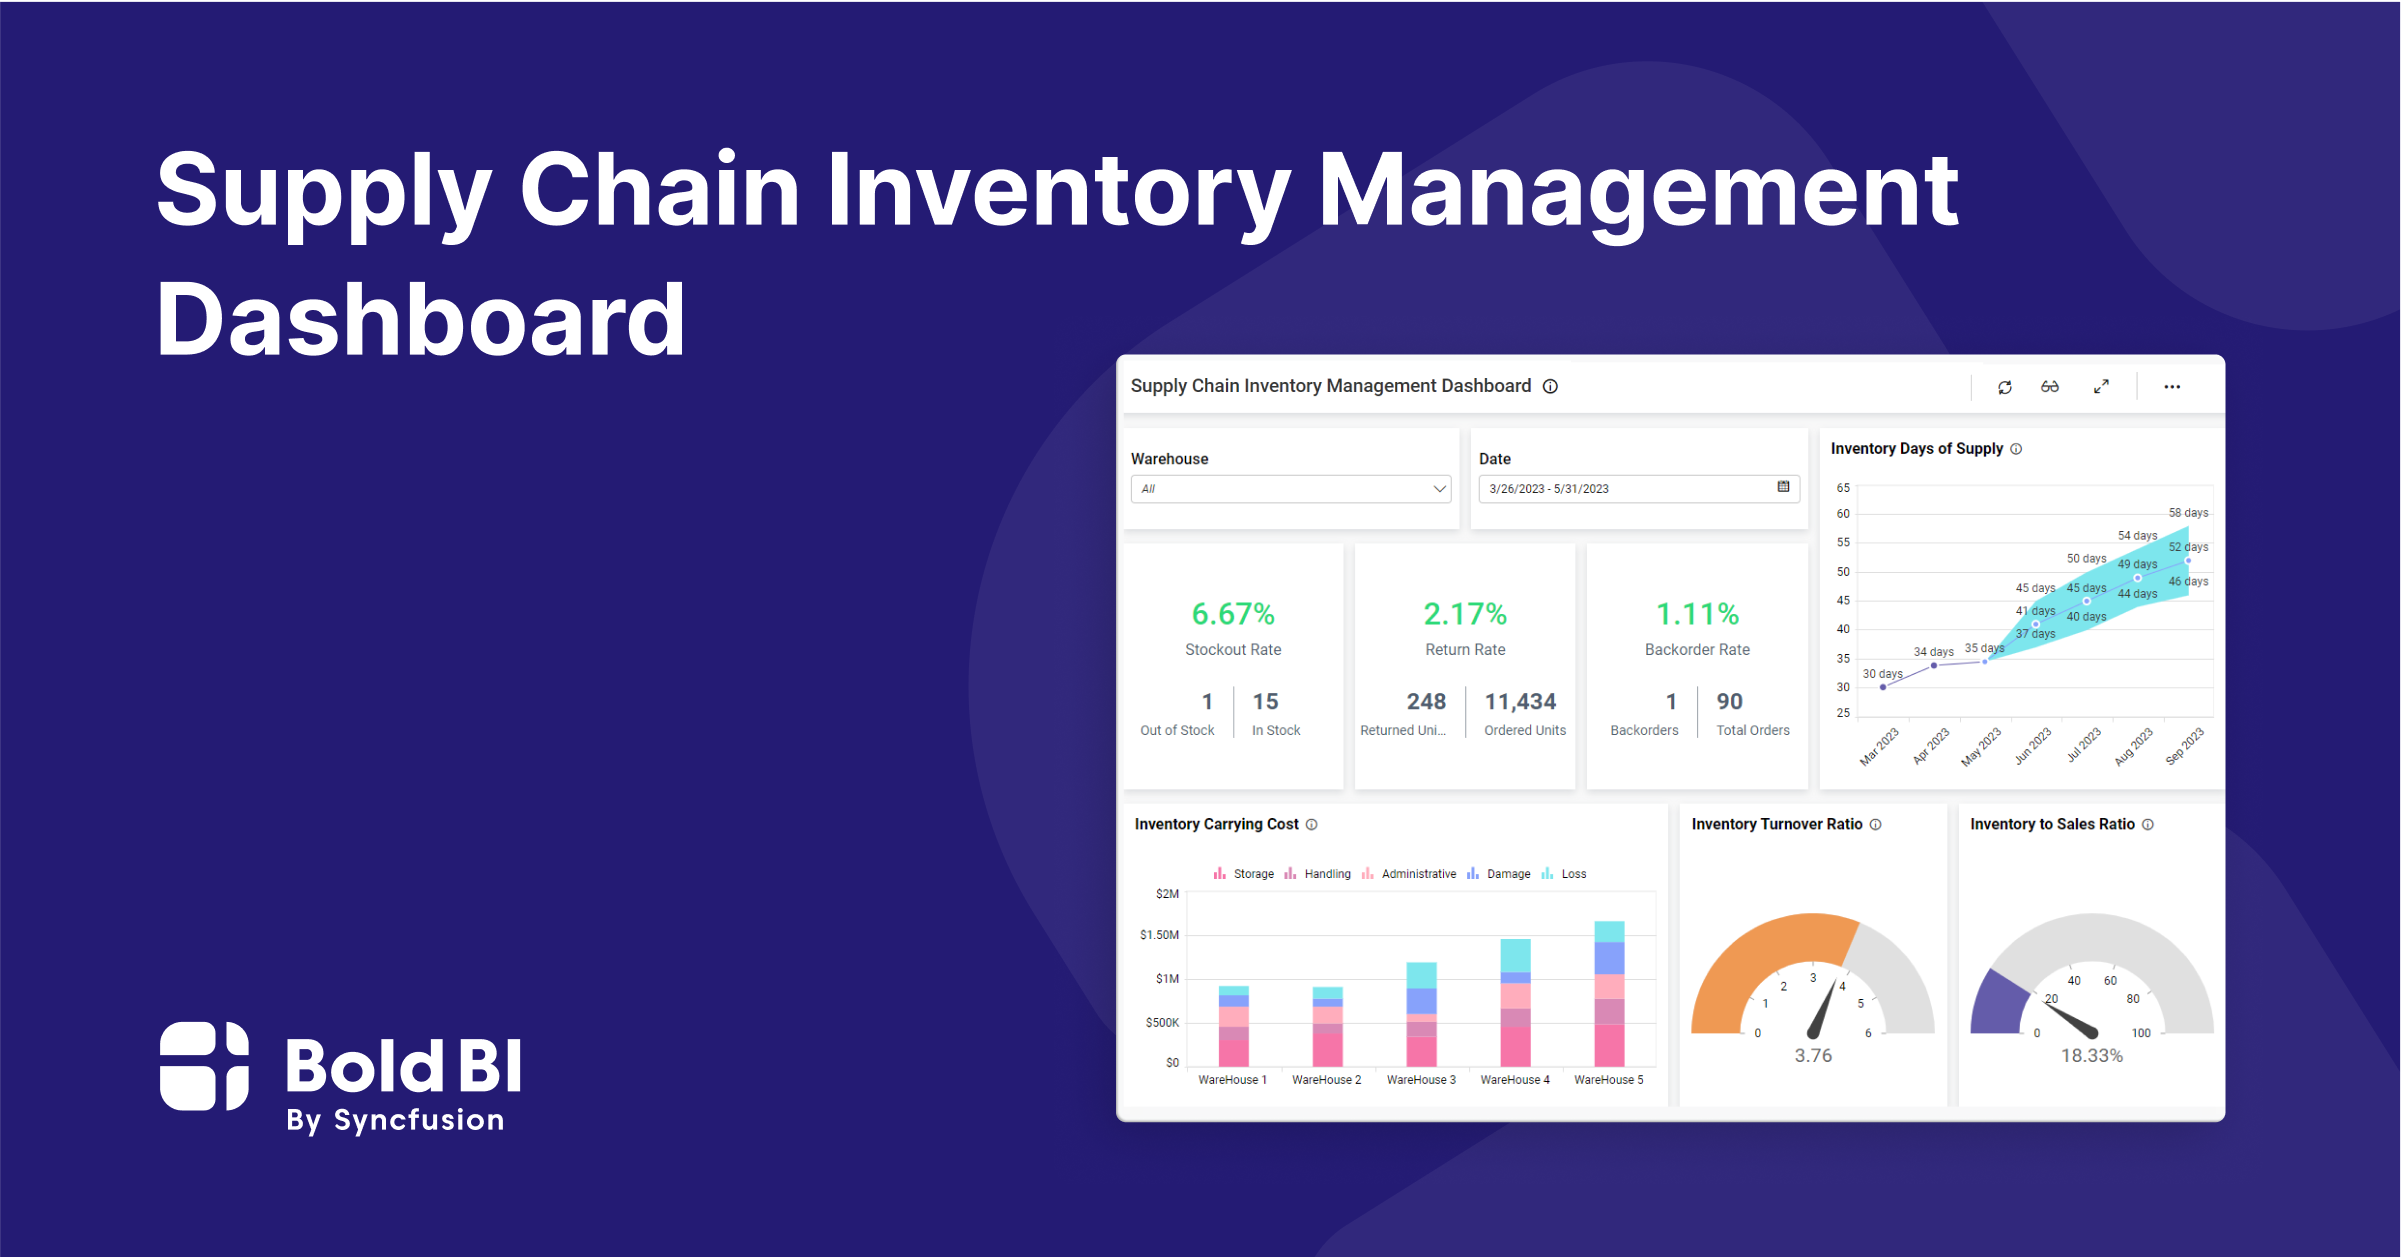 Supply Chain Inventory Management
Dashboard
Supply Chain Inventory Management Dashboard
Warehouse
All
Date
3/26/2023 - 5/31/2023
6.67%
Stockout Rate
1
15
Out of Stock
In Stock
2.17%
Return Rate
248
11,434
Returned Uni...
Ordered Units
1.11%
Backorder Rate
1
90
Backorders
Total Orders
Inventory Days of Supply
65
60
55
50
45
40
35
30
25
30 days
34 days
35 days
45 days
41 days
37 days
50 days
45 days
40 days
54 days
49 days
44 days
58 days
52 days
46 days
Mar 2023
Apr 2023
May 2023
Jun 2023
Jul 2023
Aug 2023
Sep 2023
Inventory Carrying Cost
Storage Handling Administrative Damage Loss
$2M
$1.50M
$1M
$500K
$0
WareHouse 1 WareHouse 2 WareHouse 3 WareHouse 4 WareHouse 5
Inventory Turnover Ratio
0
1
2
3
4
5
6
3.76
Inventory to Sales Ratio
0
20
40
60
80
100
18.33%
Bold BI
By Syncfusion